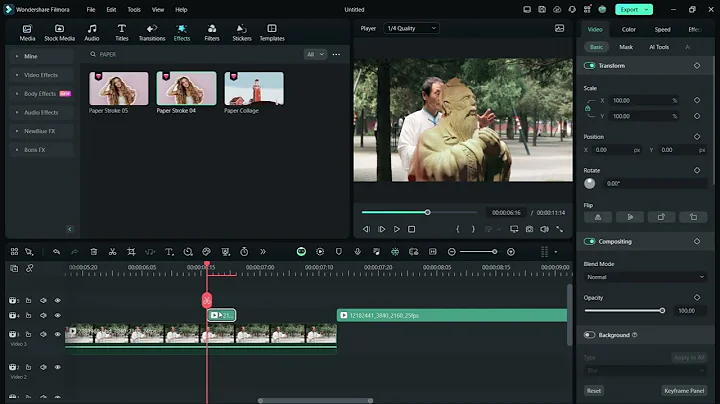 Wondershare Filmora
File Edit Tools View Help
Untitled
Export
Media Stock Media Audio Titles Transitions Effects Filters Stickers Templates
Player 1/4 Quality
Video Color Speed
Basic Mask AI Tools
Mine
PAPER
All
Video Effects
Body Effects
Audio Effects
NewBlue FX
Boris FX
Paper Stroke 05 Paper Stroke 04 Paper Collage
Transform
Scale
X 100.00 %
Y 100.00 %
Position
X 0.00 px Y 0.00 px
Rotate
0.00°
Flip
Compositing
Blend Mode
Normal
Opacity
100.00
Background
Type Apply to All
Blur
Reset Keyframe Panel
00:00:06:16 / 00:00:11:14
00:00:05:20 00:00:06:05 00:00:06:15 00:00:07:00 00:00:07:10 00:00:07:20 00:00:08:05 00:00:08:15 00:00:09:00
12182441_3840_2160_25fps
Video 3
Video 2